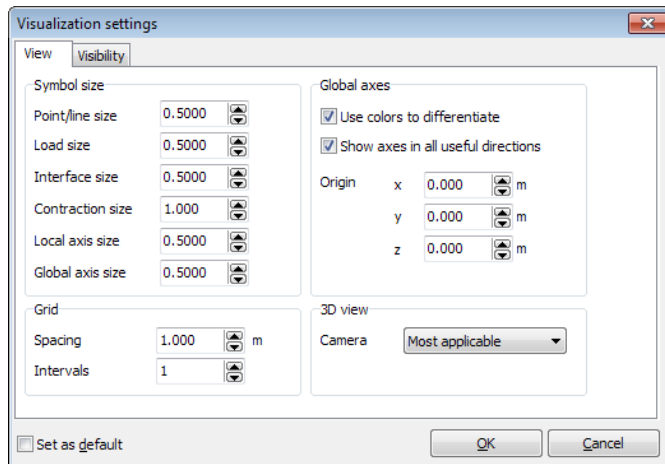 Visualization settings
View Visibility
Symbol size
Point/line size 0.5000
Load size 0.5000
Interface size 0.5000
Contraction size 1.000
Local axis size 0.5000
Global axis size 0.5000
Global axes
Use colors to differentiate
Show axes in all useful directions
Origin x 0.000 m
y 0.000 m
z 0.000 m
Grid
Spacing 1.000 m
Intervals 1
3D view
Camera Most applicable
Set as default OK Cancel